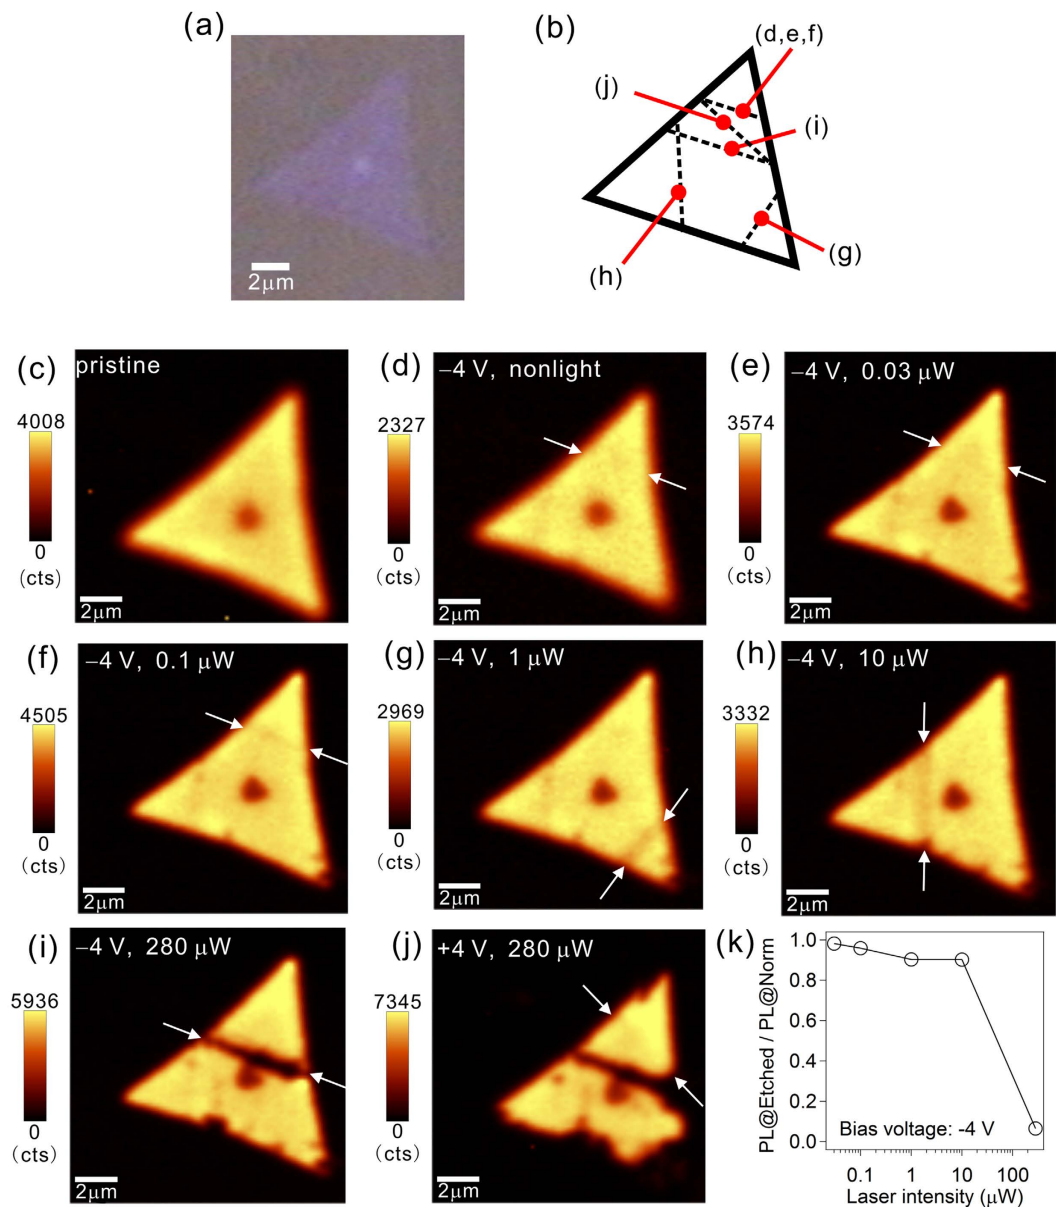 (a)
2μm
(b)
(d,e,f)
(j)
(i)
(h)
(g)
(c)
pristine
4008
0
(cts)
2μm
(d)
−4 V, nonlight
2327
0
(cts)
2μm
(e)
−4 V, 0.03 μW
3574
0
(cts)
2μm
(f)
−4 V, 0.1 μW
4505
0
(cts)
2μm
(g)
−4 V, 1 μW
2969
0
(cts)
2μm
(h)
−4 V, 10 μW
3332
0
(cts)
2μm
(i)
−4 V, 280 μW
5936
0
(cts)
2μm
(j)
+4 V, 280 μW
7345
0
(cts)
2μm
(k)
PL@Etched / PL@Norm
1.0
0.8
0.6
0.4
0.2
0.0
Bias voltage: -4 V
0.1
1
10
100
Laser intensity (μW)